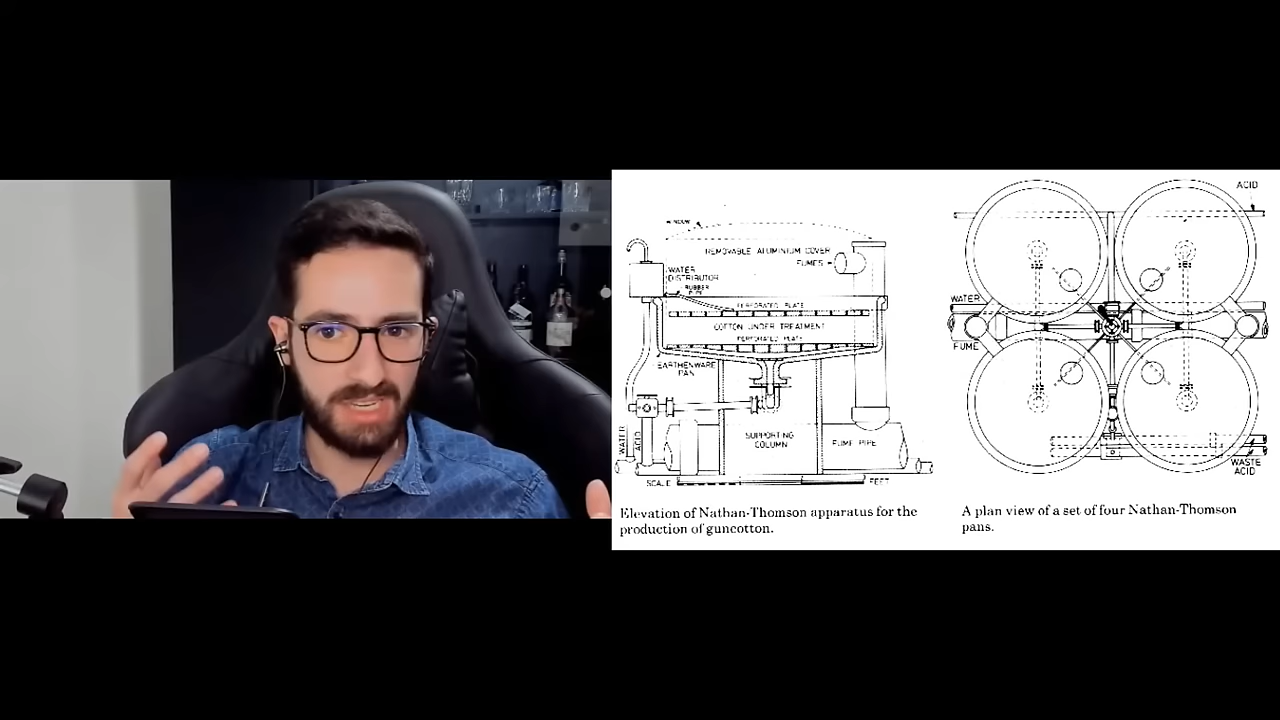 WINDOW
REMOVABLE ALUMINIUM COVER
FUMES
WATER
DISTRIBUTOR
RUBBER
PIPE
PERFORATED PLATE
COTTON UNDER TREATMENT
PERFORATED PLATE
EARTHENWARE
PAN
WATER
ACID
SUPPORTING
COLUMN
FUME PIPE
SCALE
FEET
Elevation of Nathan-Thomson apparatus for the
production of guncotton.
ACID
WATER
FUME
WASTE
ACID
A plan view of a set of four Nathan-Thomson
pans.